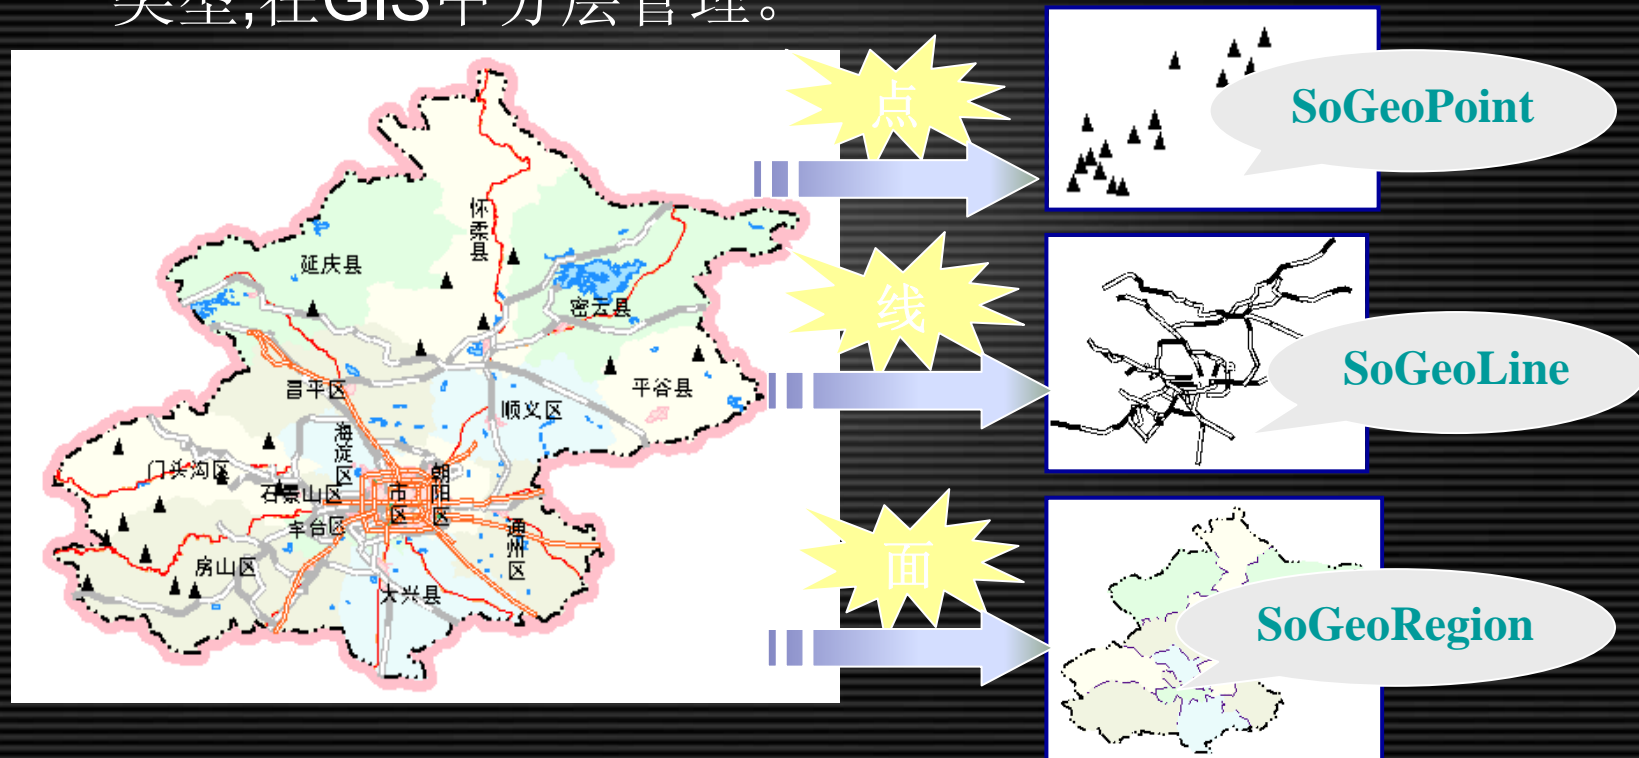 类型,在GIS中分层管理。
点
SoGeoPoint
线
SoGeoLine
面
SoGeoRegion
怀柔县
延庆县
密云县
昌平区
平谷县
顺义区
海淀区
门头沟区
朝阳区
石景山区
市区
丰台区
通州区
房山区
大兴县